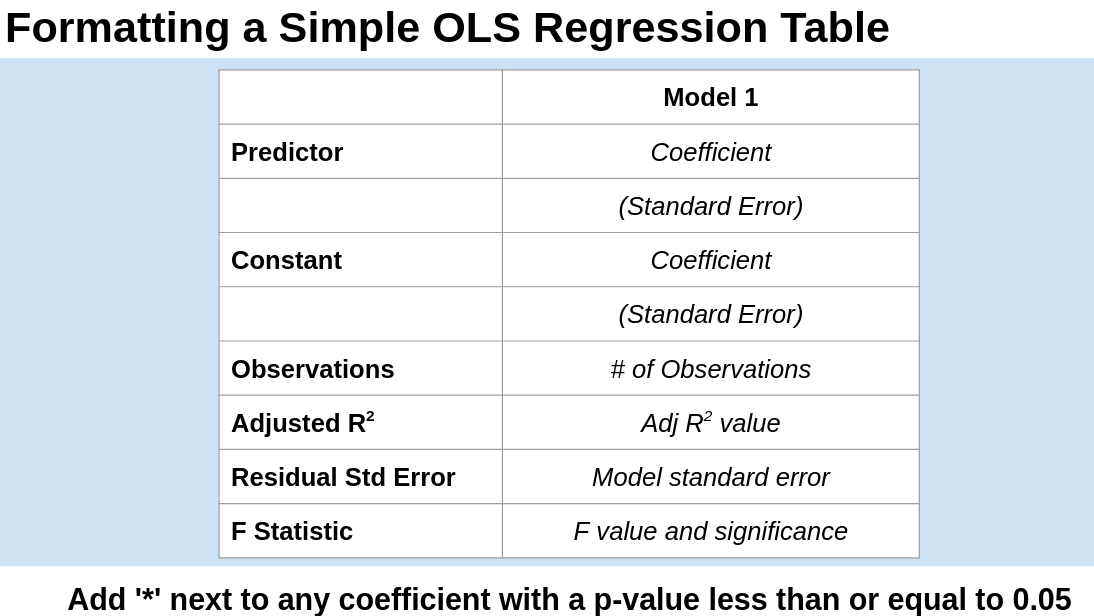 Formatting a Simple OLS Regression Table
Model 1
Predictor Coefficient
(Standard Error)
Constant Coefficient
(Standard Error)
Observations # of Observations
Adjusted R² Adj R² value
Residual Std Error Model standard error
F Statistic F value and significance
Add '*' next to any coefficient with a p-value less than or equal to 0.05